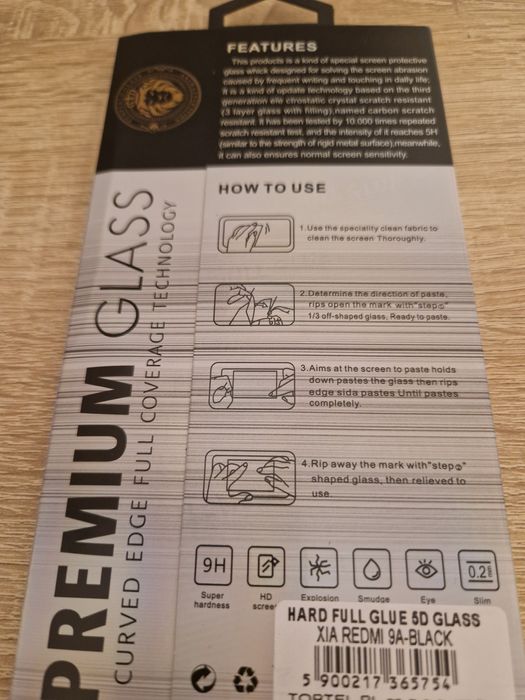 FEATURES
This products is a kind of special screen protective
glass which designed for solving the screen abrasion
caused by frequent writing and touching in daily life;
It is a kind of update technology based on the third
generation ele ctrostatic crystal scratch resistant
(3 layer glass with filling),named carbon scratch
resistant. It has been tested by 10.000 times repeated
scratch resistant test, and the intensity of it reaches 5H
(similar to the strength of rigid metal surface),meanwhile,
it can also ensures normal screen sensitivity.
HOW TO USE
1.Use the speciality clean fabric to
clean the screen Thoroughly.
2.Determine the direction of paste,
rips open the mark with"step①"
1/3 off-shaped glass, Ready to paste.
3.Aims at the screen to paste holds
down pastes the glass then rips
edge sida pastes Until pastes
completely.
4.Rip away the mark with"step②"
shaped glass, then relieved to
use.
PREMIUM GLASS
CURVED EDGE FULL COVERAGE TECHNOLOGY
9H
0.2
Super
hardness
HD
Explosion
Smudge
Eye
Slim
HARD FULL GLUE 5D GLASS
XIA REDMI 9A-BLACK
5 900217 365754